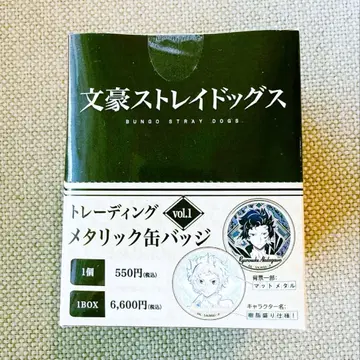 文豪ストレイドッグス
BUNGO STRAY DOGS
トレーディング vol.1
メタリック缶バッジ
1個 550円(税込)
1BOX 6,600円(税込)
Ryunosuke Akutagawa
背景一部:
マットメタル
キャラクター名:
樹脂盛り仕様!